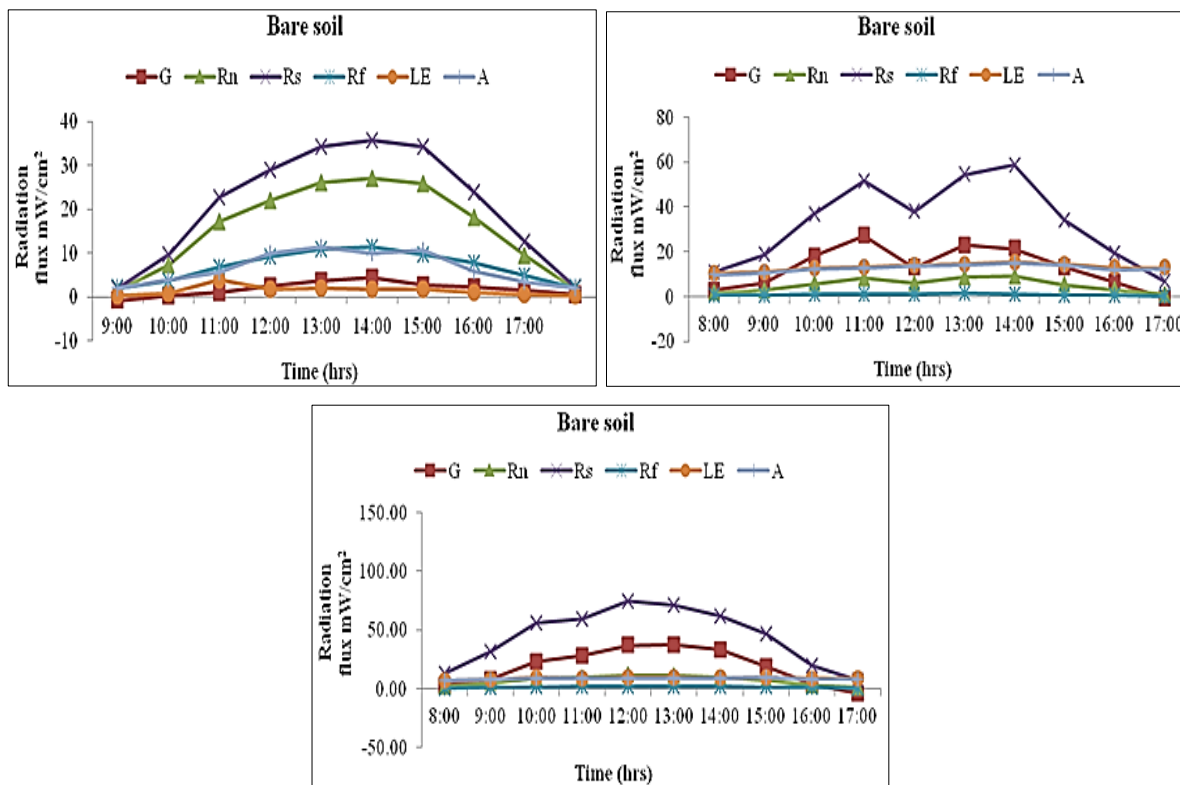 Bare soil
G Rn Rs Rf LE A
Radiation
flux mW/cm²
40
30
20
10
0
-10
9:00 10:00 11:00 12:00 13:00 14:00 15:00 16:00 17:00
Time (hrs)
Bare soil
G Rn Rs Rf LE A
Radiation
flux mW/cm²
80
60
40
20
0
-20
8:00 9:00 10:00 11:00 12:00 13:00 14:00 15:00 16:00 17:00
Time (hrs)
Bare soil
G Rn Rs Rf LE A
Radiation
flux mW/cm²
150.00
100.00
50.00
0.00
-50.00
8:00 9:00 10:00 11:00 12:00 13:00 14:00 15:00 16:00 17:00
Time (hrs)